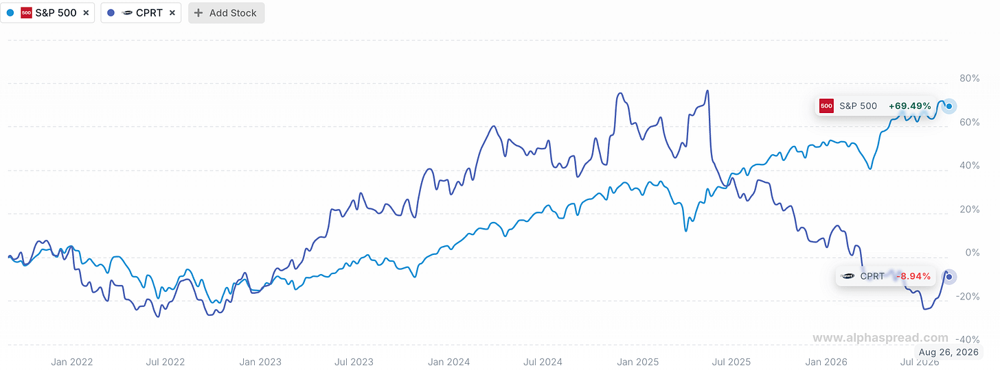 500 S&P 500 × CPRT × + Add Stock
80%
500 S&P 500 +69.49%
60%
40%
20%
0%
CPRT -8.94%
-20%
www.alphaspread.com
-40%
Aug 26, 2026
Jan 2022 Jul 2022 Jan 2023 Jul 2023 Jan 2024 Jul 2024 Jan 2025 Jul 2025 Jan 2026 Jul 2026